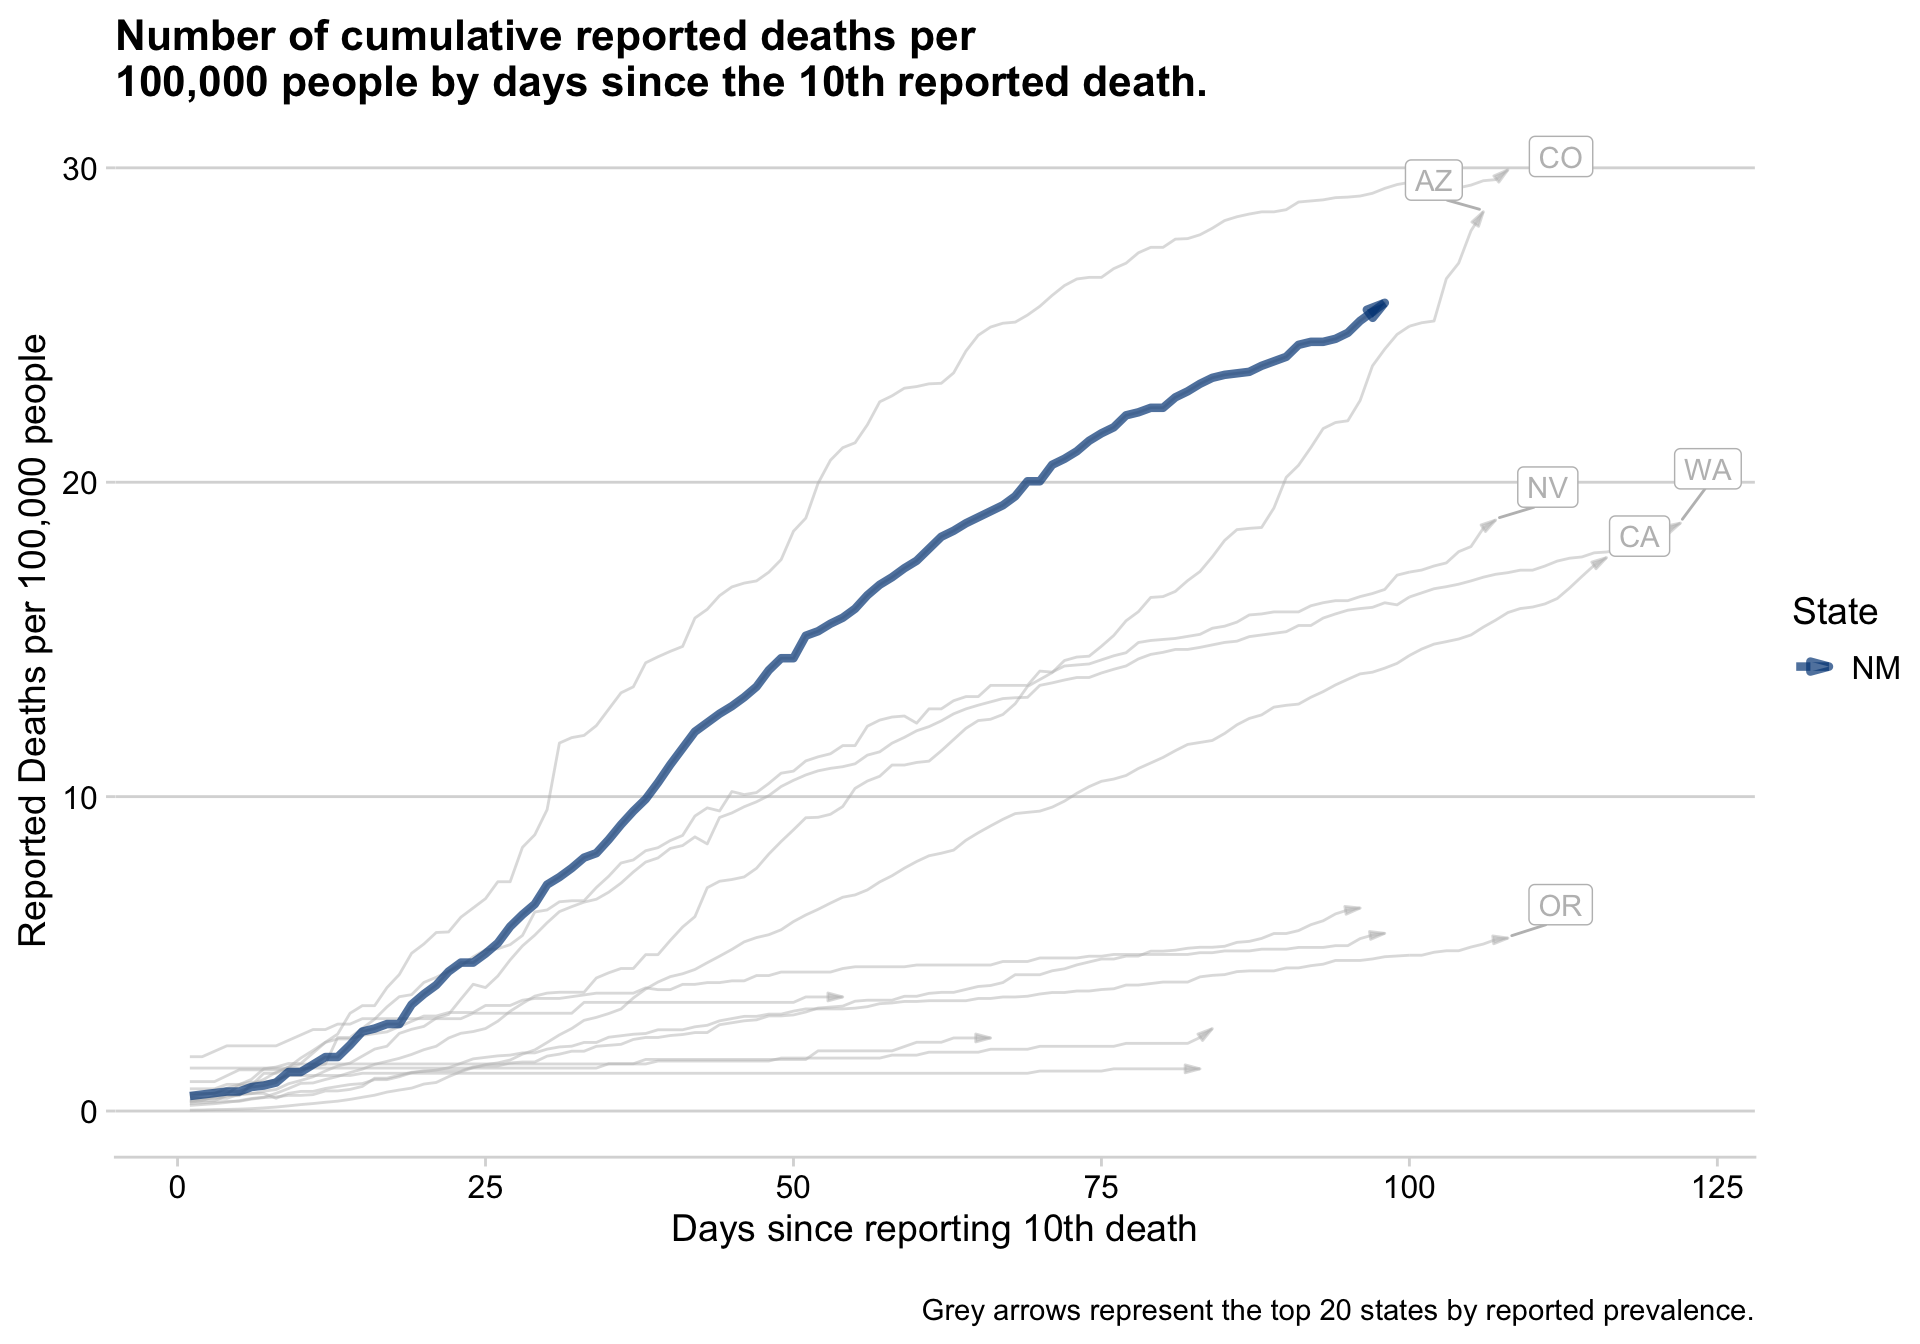 Number of cumulative reported deaths per
100,000 people by days since the 10th reported death.
Reported Deaths per 100,000 people
30
20
10
0
CO
AZ
WA
NV
CA
OR
State
NM
0
25
50
75
100
125
Days since reporting 10th death
Grey arrows represent the top 20 states by reported prevalence.